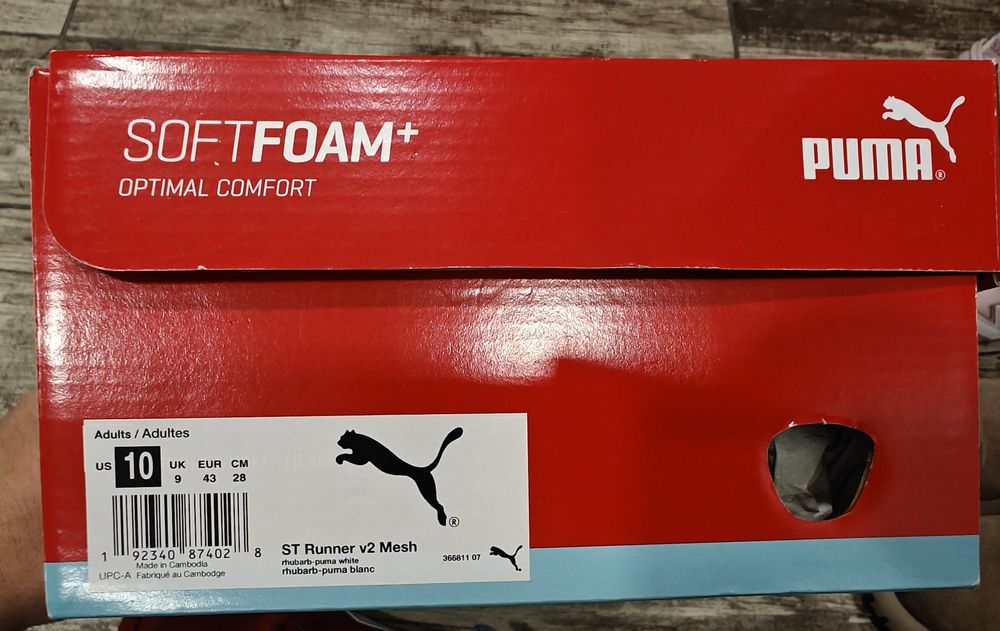 SOFTFOAM+
OPTIMAL COMFORT
PUMA®
Adults / Adultes
US 10 UK EUR CM
9 43 28
®
1 92340 87402 8
Made in Cambodia
UPC-A Fabriqué au Cambodge
ST Runner v2 Mesh
rhubarb-puma white
rhubarb-puma blanc
366811 07